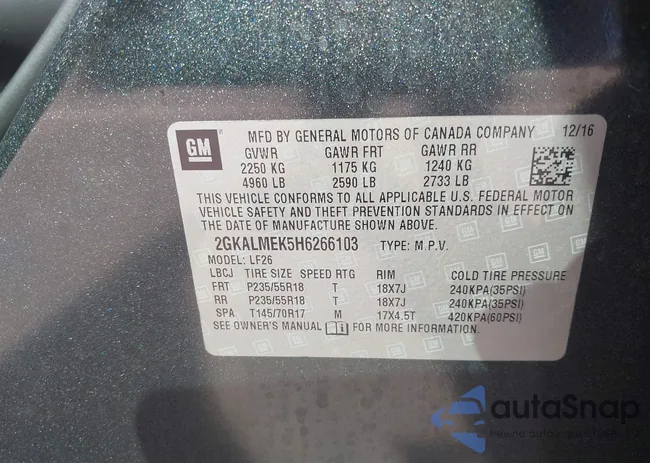 GM
MFD BY GENERAL MOTORS OF CANADA COMPANY 12/16
GVWR GAWR FRT GAWR RR
2250 KG 1175 KG 1240 KG
4960 LB 2590 LB 2733 LB
THIS VEHICLE CONFORMS TO ALL APPLICABLE U.S. FEDERAL MOTOR
VEHICLE SAFETY AND THEFT PREVENTION STANDARDS IN EFFECT ON
THE DATE OF MANUFACTURE SHOWN ABOVE.
2GKALMEK5H6266103 TYPE: M.P.V.
MODEL: LF26
LBCJ TIRE SIZE SPEED RTG RIM COLD TIRE PRESSURE
FRT P235/55R18 T 18X7J 240KPA(35PSI)
RR P235/55R18 T 18X7J 240KPA(35PSI)
SPA T145/70R17 M 17X4.5T 420KPA(60PSI)
SEE OWNER'S MANUAL FOR MORE INFORMATION.
autaSnap